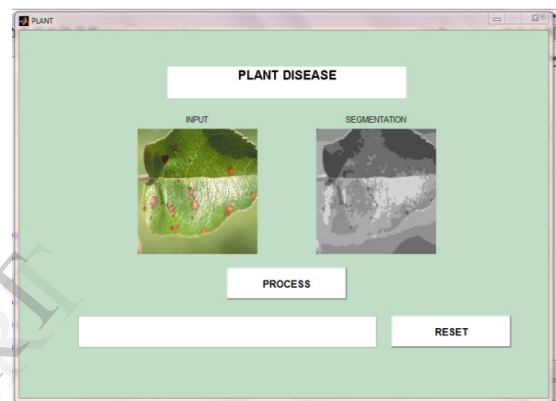 PLANT
PLANT DISEASE
INPUT
SEGMENTATION
PROCESS
RESET